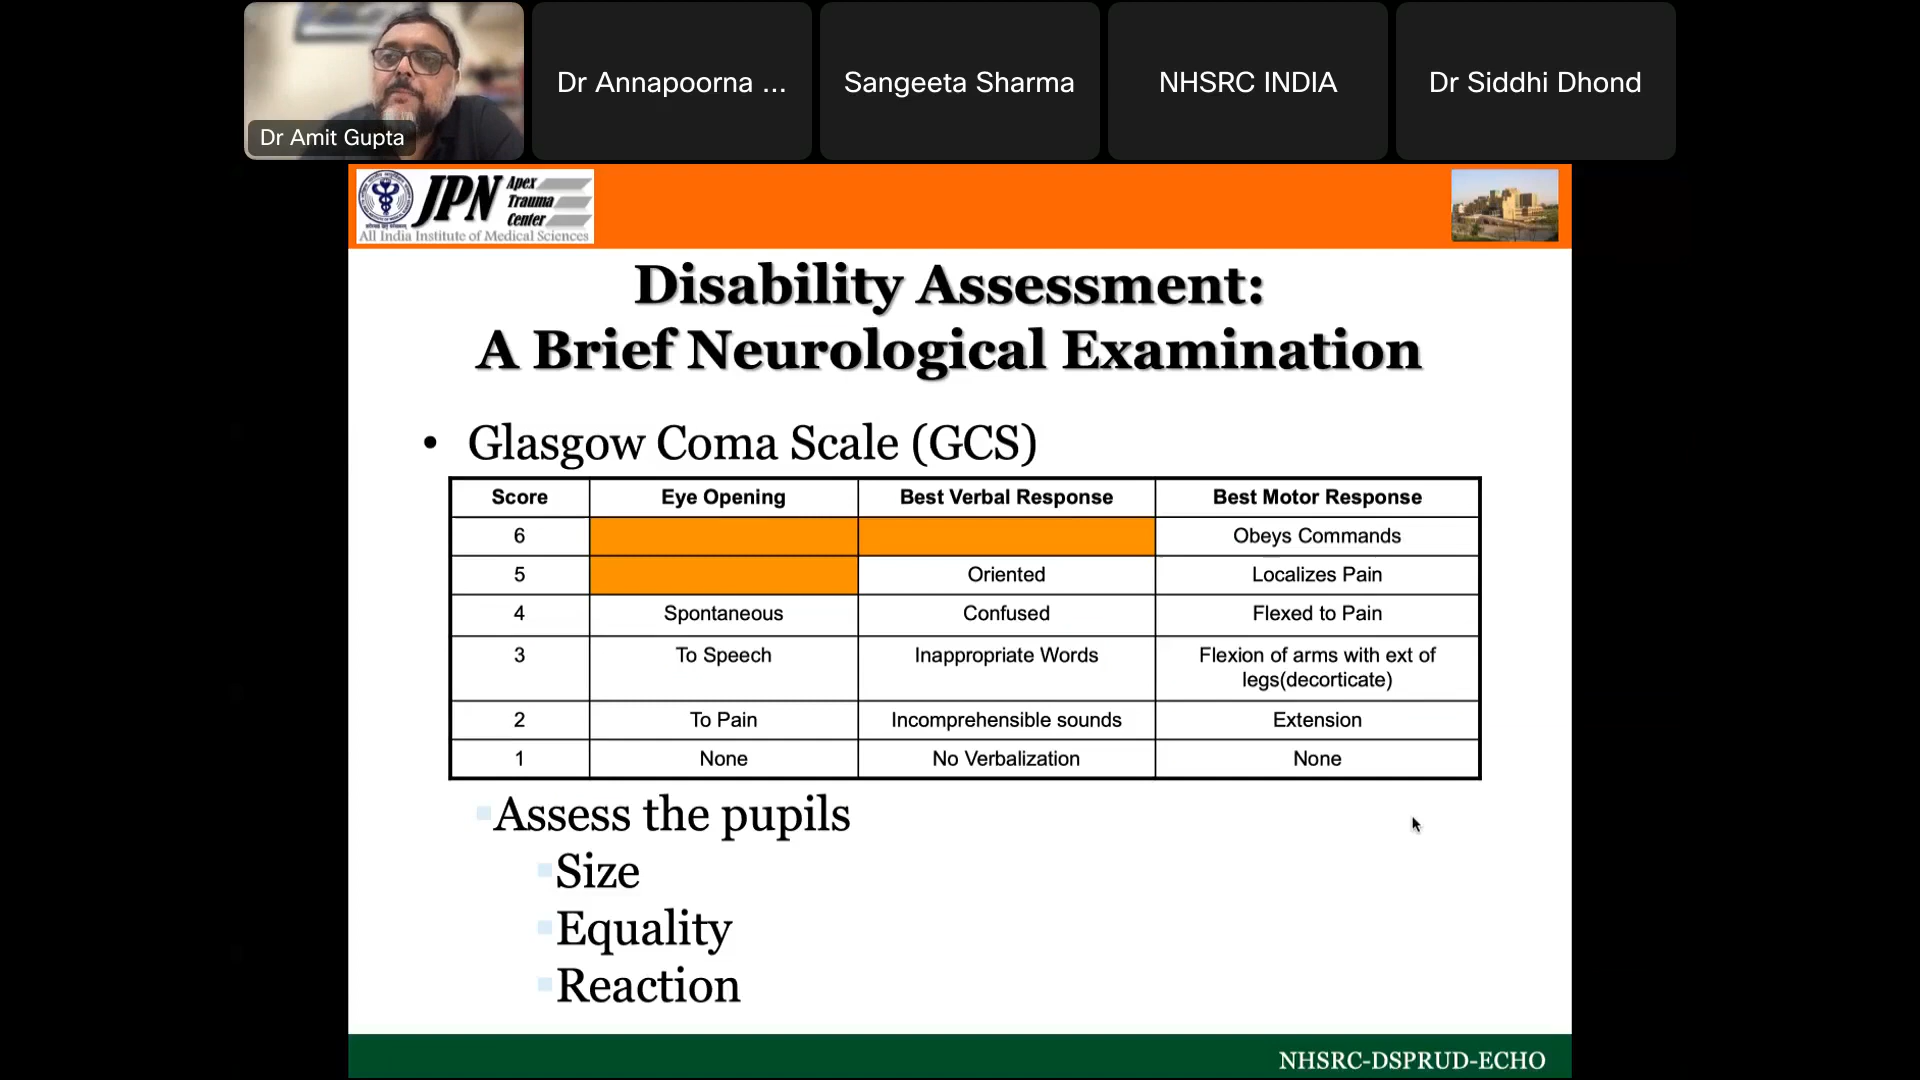 Dr Amit Gupta
Dr Annapoorna ...
Sangeeta Sharma
NHSRC INDIA
Dr Siddhi Dhond
JPN Apex
Trauma
Center
All India Institute of Medical Sciences
Disability Assessment:
A Brief Neurological Examination
• Glasgow Coma Scale (GCS)
Score Eye Opening Best Verbal Response Best Motor Response
6 Obeys Commands
5 Oriented Localizes Pain
4 Spontaneous Confused Flexed to Pain
3 To Speech Inappropriate Words Flexion of arms with ext of
legs(decorticate)
2 To Pain Incomprehensible sounds Extension
1 None No Verbalization None
Assess the pupils
Size
Equality
Reaction
NHSRC-DSPRUD-ECHO